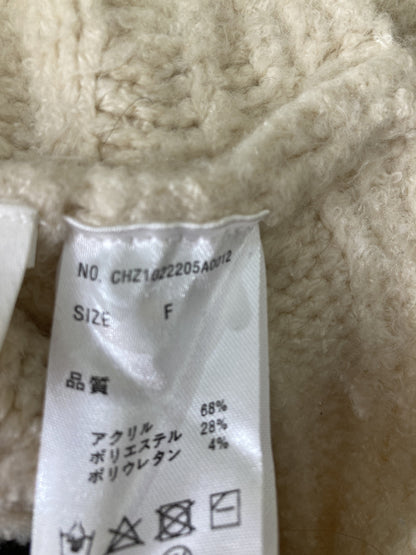 NO. CHZ1022205A0012
SIZE F
品質
アクリル 68%
ポリエステル 28%
ポリウレタン 4%